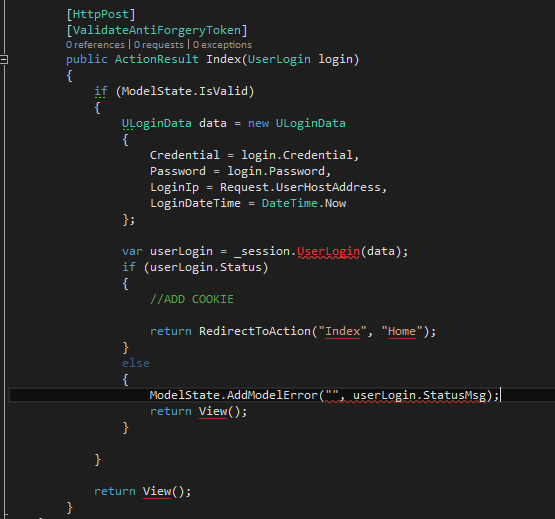 [HttpPost]
[ValidateAntiForgeryToken]
0 references | 0 requests | 0 exceptions
public ActionResult Index(UserLogin login)
{
if (ModelState.IsValid)
{
ULoginData data = new ULoginData
{
Credential = login.Credential,
Password = login.Password,
LoginIp = Request.UserHostAddress,
LoginDateTime = DateTime.Now
};
var userLogin = _session.UserLogin(data);
if (userLogin.Status)
{
//ADD COOKIE
return RedirectToAction("Index", "Home");
}
else
{
ModelState.AddModelError("", userLogin.StatusMsg);
return View();
}
}
return View();
}